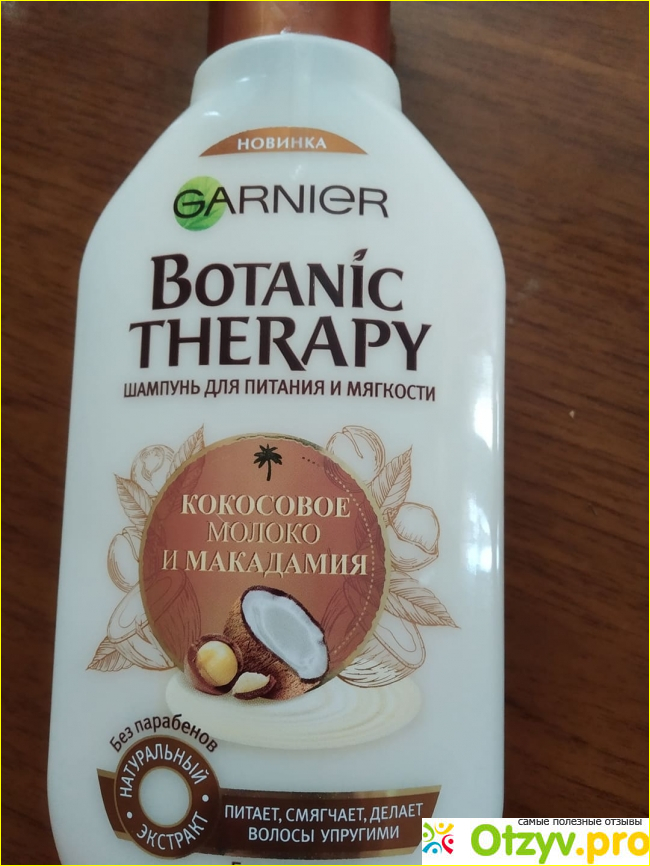 НОВИНКА
GARNIER
BOTANIC
THERAPY
ШАМПУНЬ ДЛЯ ПИТАНИЯ И МЯГКОСТИ
КОКОСОВОЕ
МОЛОКО
И МАКАДАМИЯ
Без парабенов
НАТУРАЛЬНЫЙ
ЭКСТРАКТ
ПИТАЕТ, СМЯГЧАЕТ, ДЕЛАЕТ
ВОЛОСЫ УПРУГИМИ
самые полезные отзывы
Otzyv.pro